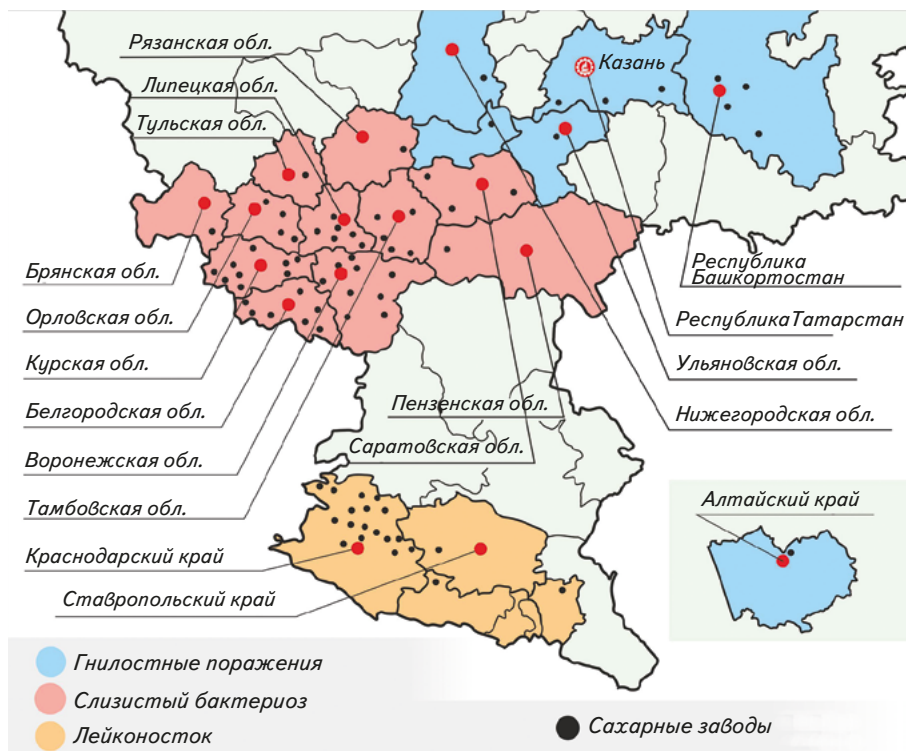 Рязанская обл.
Липецкая обл.
Тульская обл.
Казань
Брянская обл.
Орловская обл.
Курская обл.
Белгородская обл.
Воронежская обл.
Тамбовская обл.
Краснодарский край
Ставропольский край
Пензенская обл.
Саратовская обл.
Республика
Башкортостан
Республика Татарстан
Ульяновская обл.
Нижегородская обл.
Алтайский край
Гнилостные поражения
Слизистый бактериоз
Лейконосток
Сахарные заводы